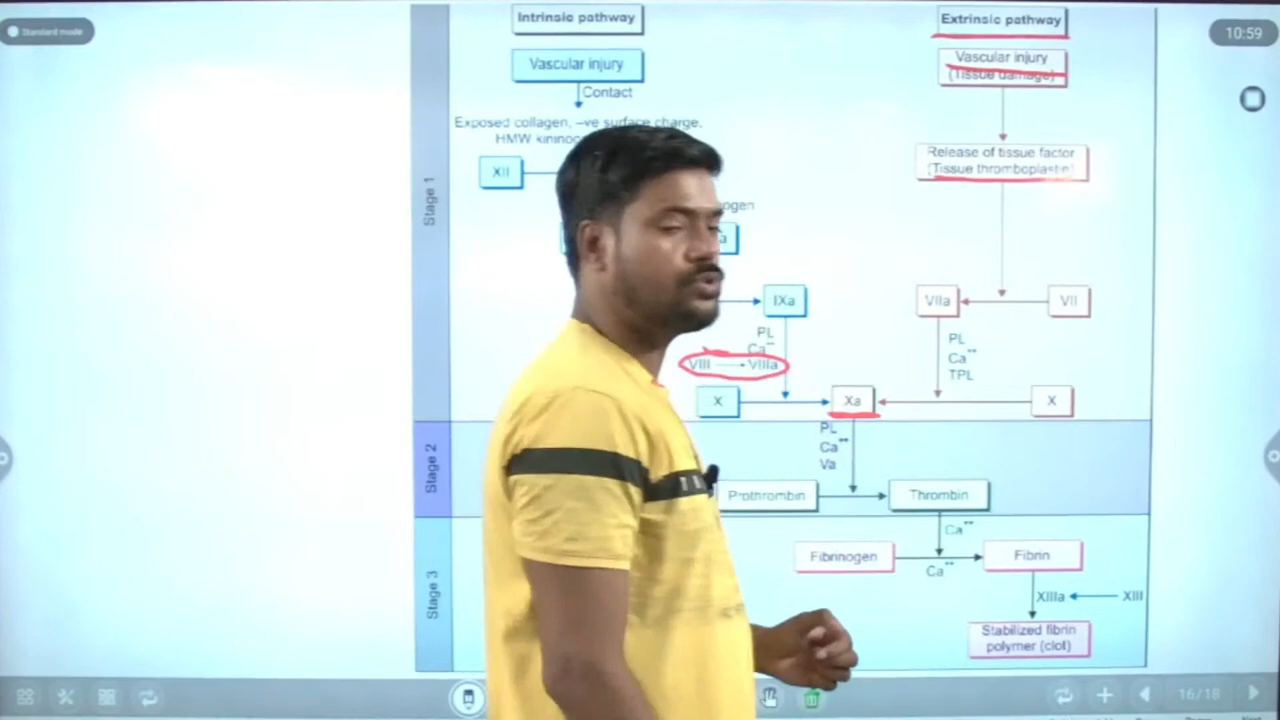 Standard mode
10:59
Intrinsic pathway
Extrinsic pathway
Vascular injury
Vascular injury
(Tissue damage)
Contact
Exposed collagen, –ve surface charge,
HMW
Release of tissue factor
(Tissue thromboplastin)
XII
Stage 1
IXa
VIIa
VII
PL
Ca++
VIII
VIIIa
PL
Ca++
TPL
X
Xa
X
Stage 2
PL
Ca++
Va
Prothrombin
Thrombin
Ca++
Stage 3
Fibrinogen
Fibrin
Ca++
XIIIa
XIII
Stabilized fibrin
polymer (clot)
16/18